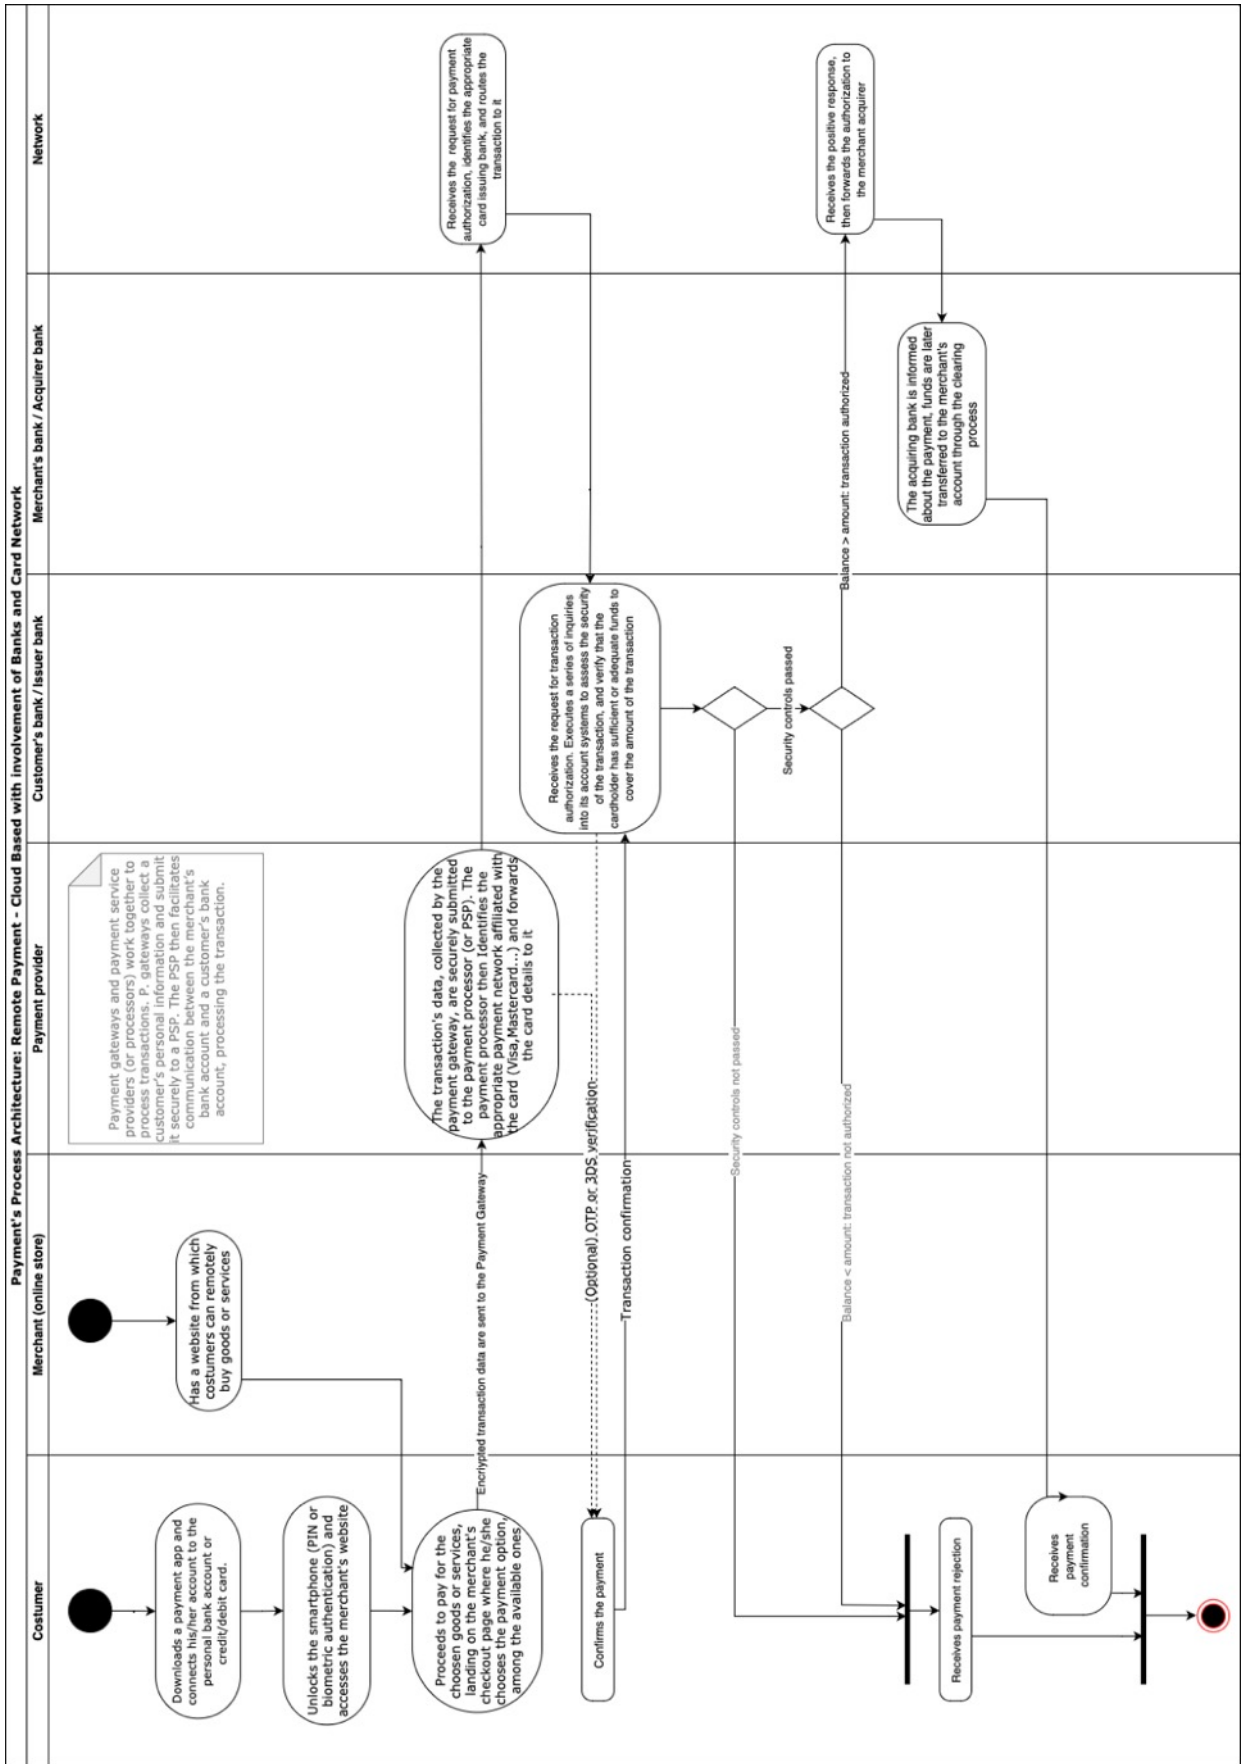 Payment's Process Architecture: Remote Payment - Cloud Based with involvement of Banks and Card Network
Costumer
Merchant (online store)
Payment provider
Customer's bank / Issuer bank
Merchant's bank / Acquirer bank
Network
Downloads a payment app and
connects his/her account to the
personal bank account or
credit/debit card.
Unlocks the smartphone (PIN or
biometric authentication) and
accesses the merchant's website
Has a website from which
costumers can remotely
buy goods or services
Payment gateways and payment service
providers (or processors) work together to
process transactions. P. gateways collect a
customer's personal information and submit
it securely to a PSP. The PSP then facilitates
communication between the merchant's
bank account and a customer's bank
account, processing the transaction.
Proceeds to pay for the
choosen goods or services,
landing on the merchant's
checkout page where he/she
chooses the payment option,
among the available ones
Encrypted transaction data are sent to the Payment Gateway
The transaction's data, collected by the
payment gateway, are securely submitted
to the payment processor (or PSP). The
payment processor then Identifies the
appropriate payment network affiliated with
the card (Visa,Mastercard...) and forwards
the card details to it
Receives the request for payment
authorization, identifies the appropriate
card issuing bank, and routes the
transaction to it
Receives the request for transaction
authorization. Executes a series of inquiries
into its account systems to assess the security
of the transaction, and verify that the
cardholder has sufficient or adequate funds to
cover the amount of the transaction
(Optional) OTP or 3DS verification
Confirms the payment
Transaction confirmation
Security controls not passed
Security controls passed
Balance < amount: transaction not authorized
Balance > amount: transaction authorized
Receives the positive response,
then forwards the authorization to
the merchant acquirer
The acquiring bank is informed
about the payment, funds are later
transferred to the merchant's
account through the clearing
process
Receives payment rejection
Receives
payment
confirmation